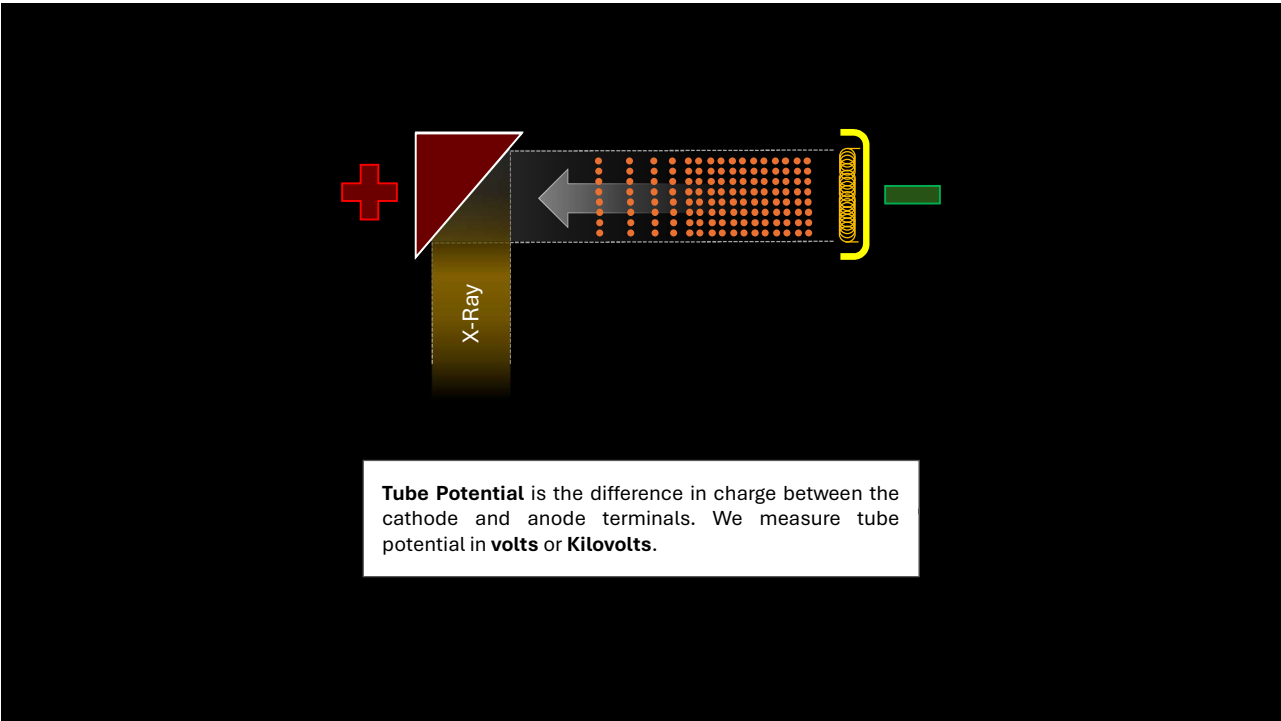 X-Ray
Tube Potential is the difference in charge between the
cathode and anode terminals. We measure tube
potential in volts or Kilovolts.